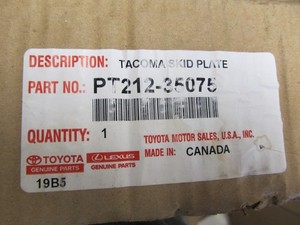 DESCRIPTION: TACOMA SKID PLATE
PART NO.: PT212-35075
QUANTITY: 1 TOYOTA MOTOR SALES, U.S.A., INC.
MADE IN: CANADA
TOYOTA LEXUS
GENUINE PARTS GENUINE PARTS
19B5